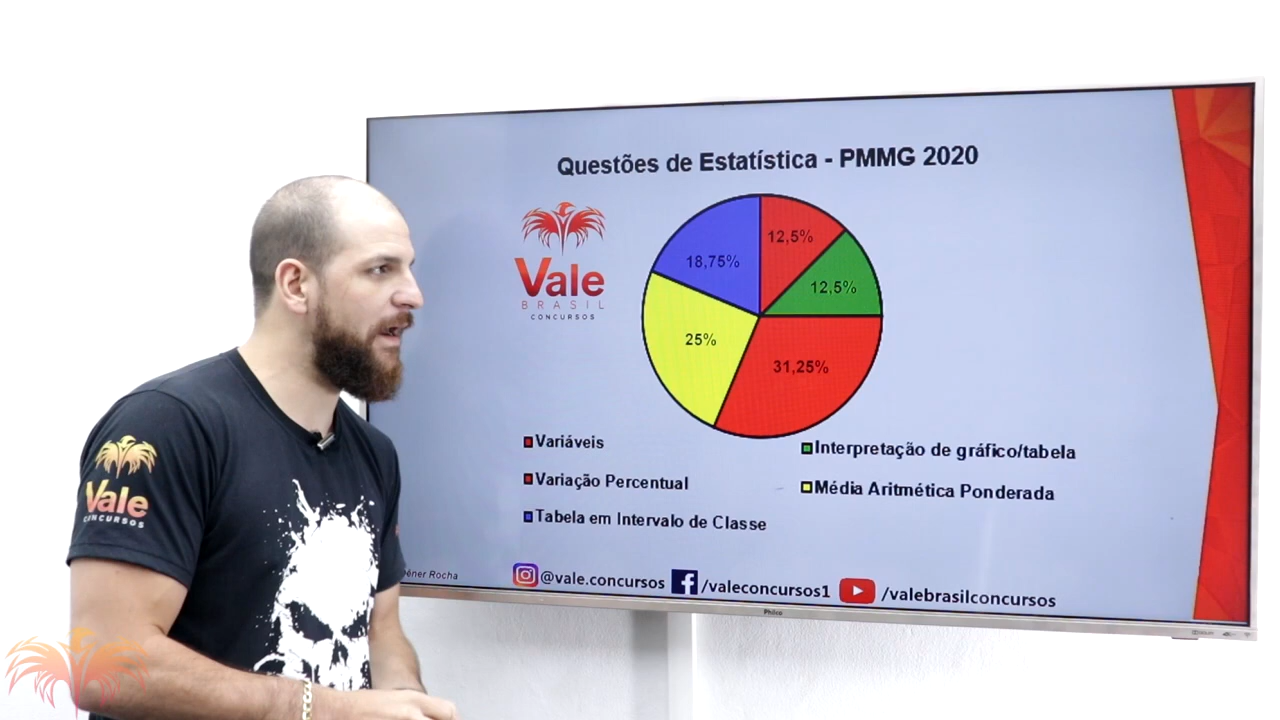 Questões de Estatística - PMMG 2020
Vale
BRASIL
CONCURSOS
12,5%
12,5%
31,25%
25%
18,75%
Variáveis
Interpretação de gráfico/tabela
Variação Percentual
Média Aritmética Ponderada
Tabela em Intervalo de Classe
Rocha
@vale.concursos
/valeconcursos1
/valebrasilconcursos
Philco
Vale
CONCURSOS